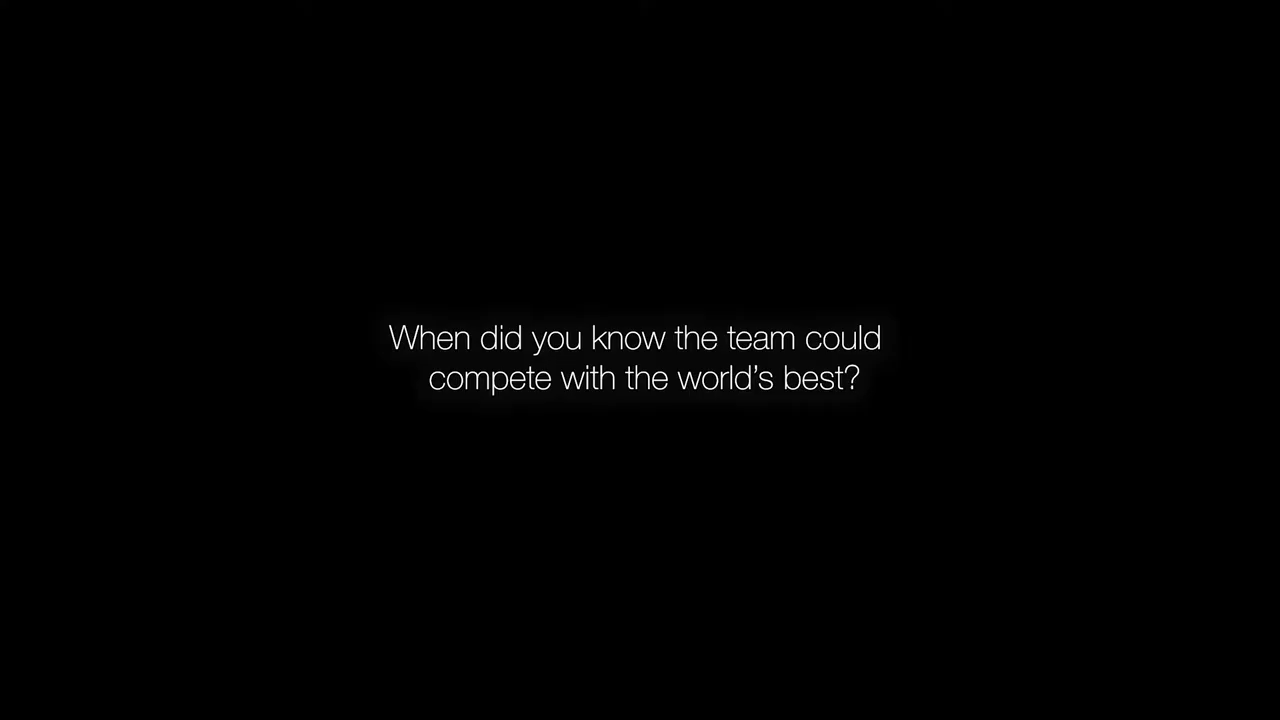 When did you know the team could
compete with the world’s best?